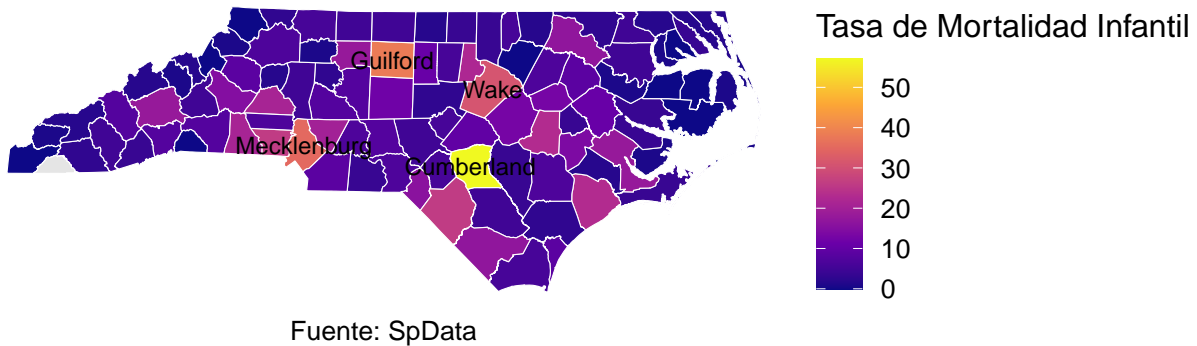 Tasa de Mortalidad Infantil
Guilford
Wake
Mecklenburg
Cumberland
50
40
30
20
10
0
Fuente: SpData